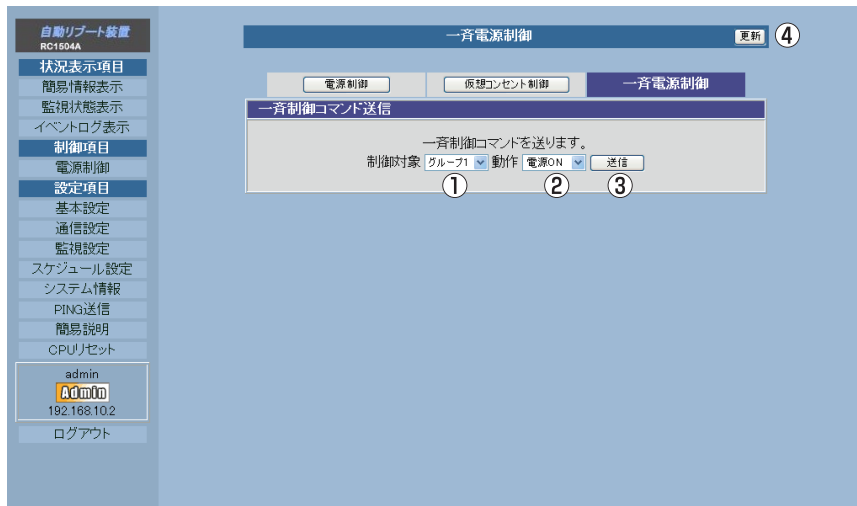 自動リブート装置
RC1504A
状況表示項目
簡易情報表示
監視状態表示
イベントログ表示
制御項目
電源制御
設定項目
基本設定
通信設定
監視設定
スケジュール設定
システム情報
PING送信
簡易説明
CPUリセット
admin
Admin
192.168.10.2
ログアウト
一斉電源制御 更新 ④
電源制御 仮想コンセント制御 一斉電源制御
一斉制御コマンド送信
一斉制御コマンドを送ります。
制御対象 グループ1 動作 電源ON 送信
① ② ③